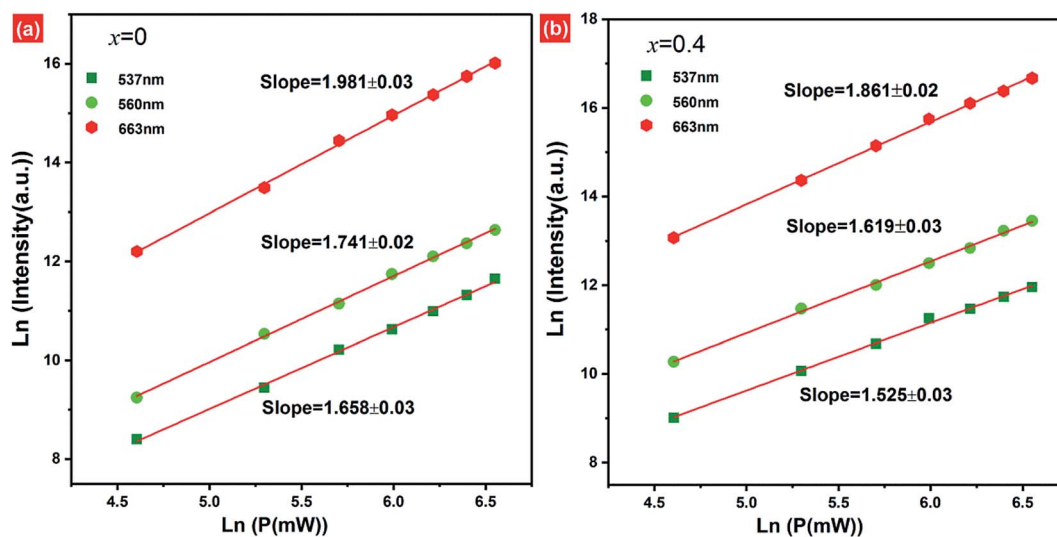 (a)
x=0
537nm
560nm
663nm
Slope=1.981±0.03
Slope=1.741±0.02
Slope=1.658±0.03
16
14
12
10
8
Ln (Intensity(a.u.))
4.5 5.0 5.5 6.0 6.5
Ln (P(mW))
(b)
x=0.4
537nm
560nm
663nm
Slope=1.861±0.02
Slope=1.619±0.03
Slope=1.525±0.03
18
16
14
12
10
8
Ln (Intensity(a.u.))
4.5 5.0 5.5 6.0 6.5
Ln (P(mW))